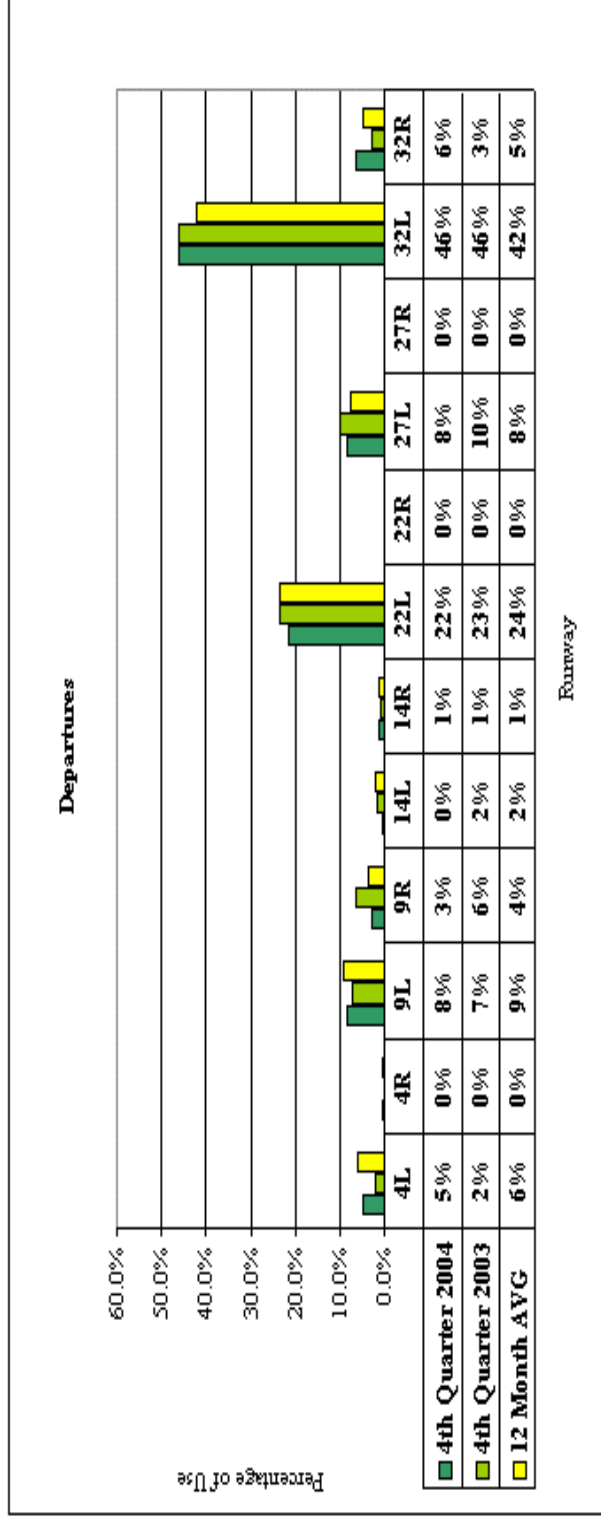 Departures
Percentage of Use
60.0%
50.0%
40.0%
30.0%
20.0%
10.0%
0.0%
4L 4R 9L 9R 14L 14R 22L 22R 27L 27R 32L 32R
4th Quarter 2004 5% 0% 8% 3% 0% 1% 22% 0% 8% 0% 46% 6%
4th Quarter 2003 2% 0% 7% 6% 2% 1% 23% 0% 10% 0% 46% 3%
12 Month AVG 6% 0% 9% 4% 2% 1% 24% 0% 8% 0% 42% 5%
Runway